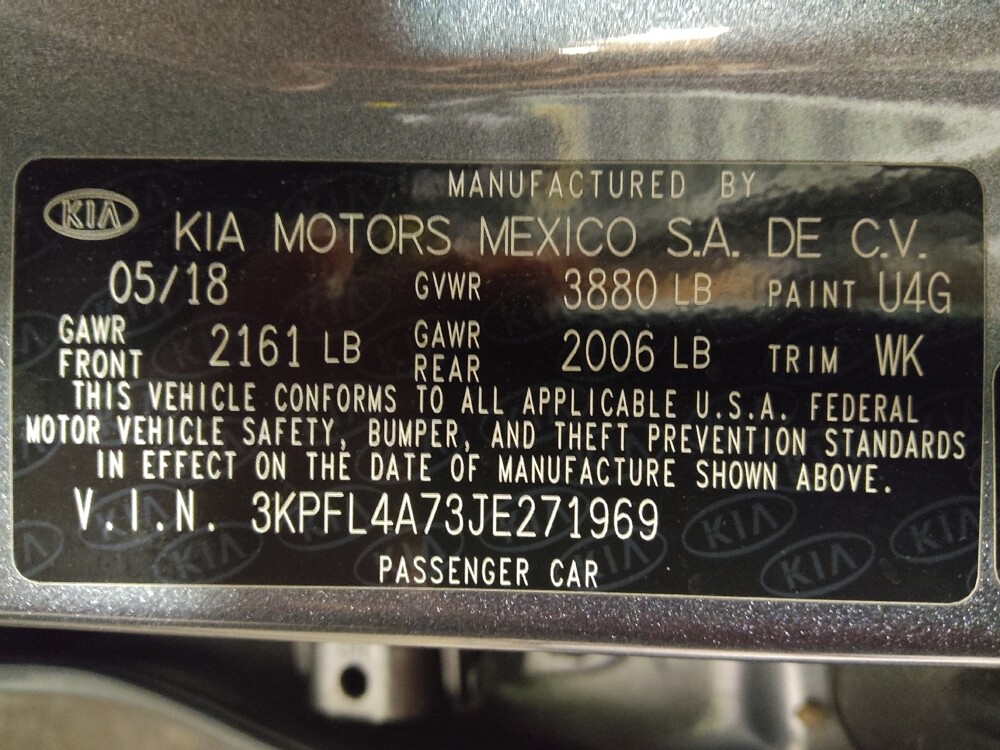 MANUFACTURED BY
KIA KIA MOTORS MEXICO S.A. DE C.V.
05/18 GVWR 3880 LB PAINT U4G
GAWR FRONT 2161 LB GAWR REAR 2006 LB TRIM WK
THIS VEHICLE CONFORMS TO ALL APPLICABLE U.S.A. FEDERAL
MOTOR VEHICLE SAFETY, BUMPER, AND THEFT PREVENTION STANDARDS
IN EFFECT ON THE DATE OF MANUFACTURE SHOWN ABOVE.
V.I.N. 3KPFL4A73JE271969
PASSENGER CAR